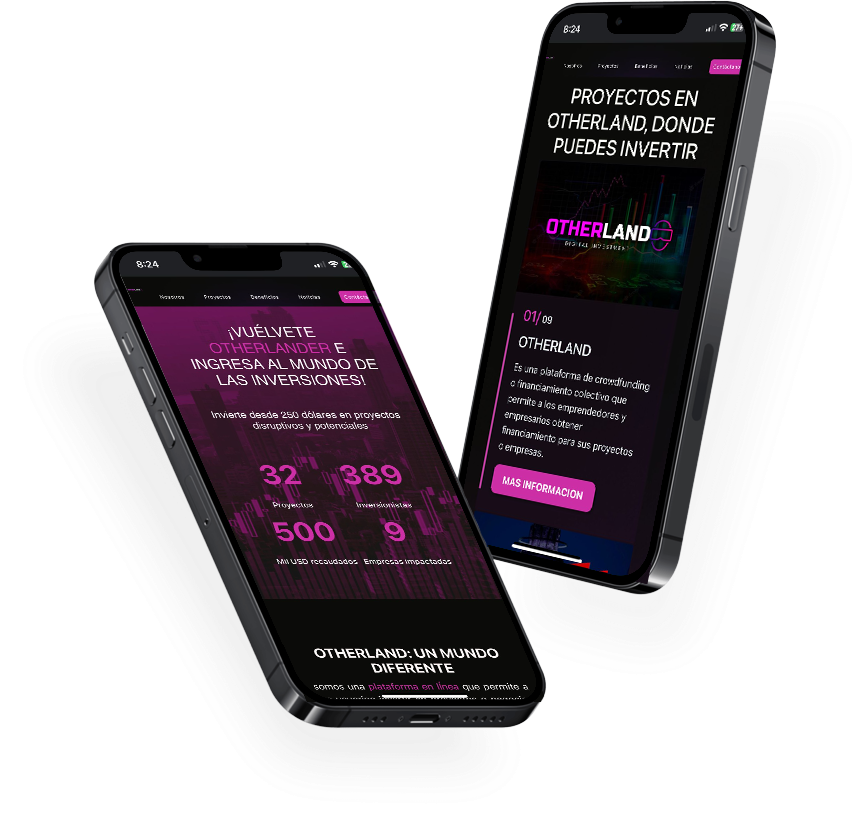 8:24
Nosotros Proyectos Beneficios Noticias Contácta
¡VUÉLVETE
OTHERLANDER E
INGRESA AL MUNDO DE
LAS INVERSIONES!
Invierte desde 250 dólares en proyectos
disruptivos y potenciales
32 389
Proyectos Inversionistas
500 9
Mil USD recaudados Empresas impactadas
OTHERLAND: UN MUNDO
DIFERENTE
somos una plataforma en línea que permite a
8:24
Nosotros Proyectos Beneficios Noticias Contáctano
PROYECTOS EN
OTHERLAND, DONDE
PUEDES INVERTIR
OTHERLAND
DIGITAL INVESTMENT
01/ 09
OTHERLAND
Es una plataforma de crowdfunding
o financiamiento colectivo que
permite a los emprendedores y
empresarios obtener
financiamiento para sus proyectos
o empresas.
MAS INFORMACION